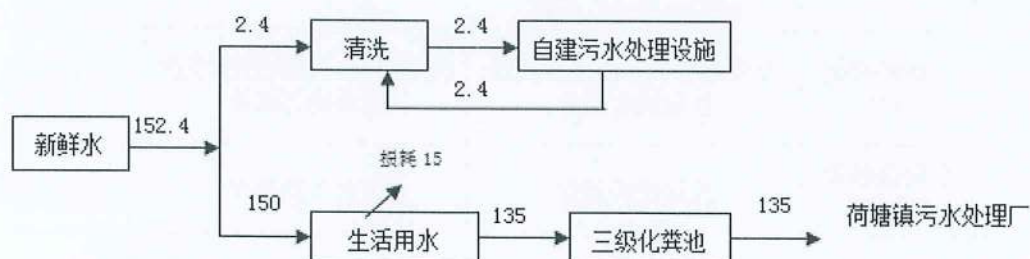 2.4
清洗
2.4
自建污水处理设施
2.4
新鲜水
152.4
损耗 15
150
生活用水
135
三级化粪池
135
荷塘镇污水处理厂